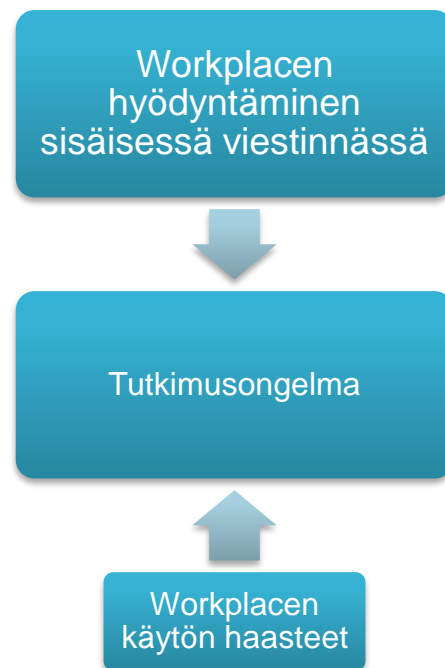 Workplacen
hyödyntäminen
sisäisessä viestinnässä
Tutkimusongelma
Workplacen
käytön haasteet